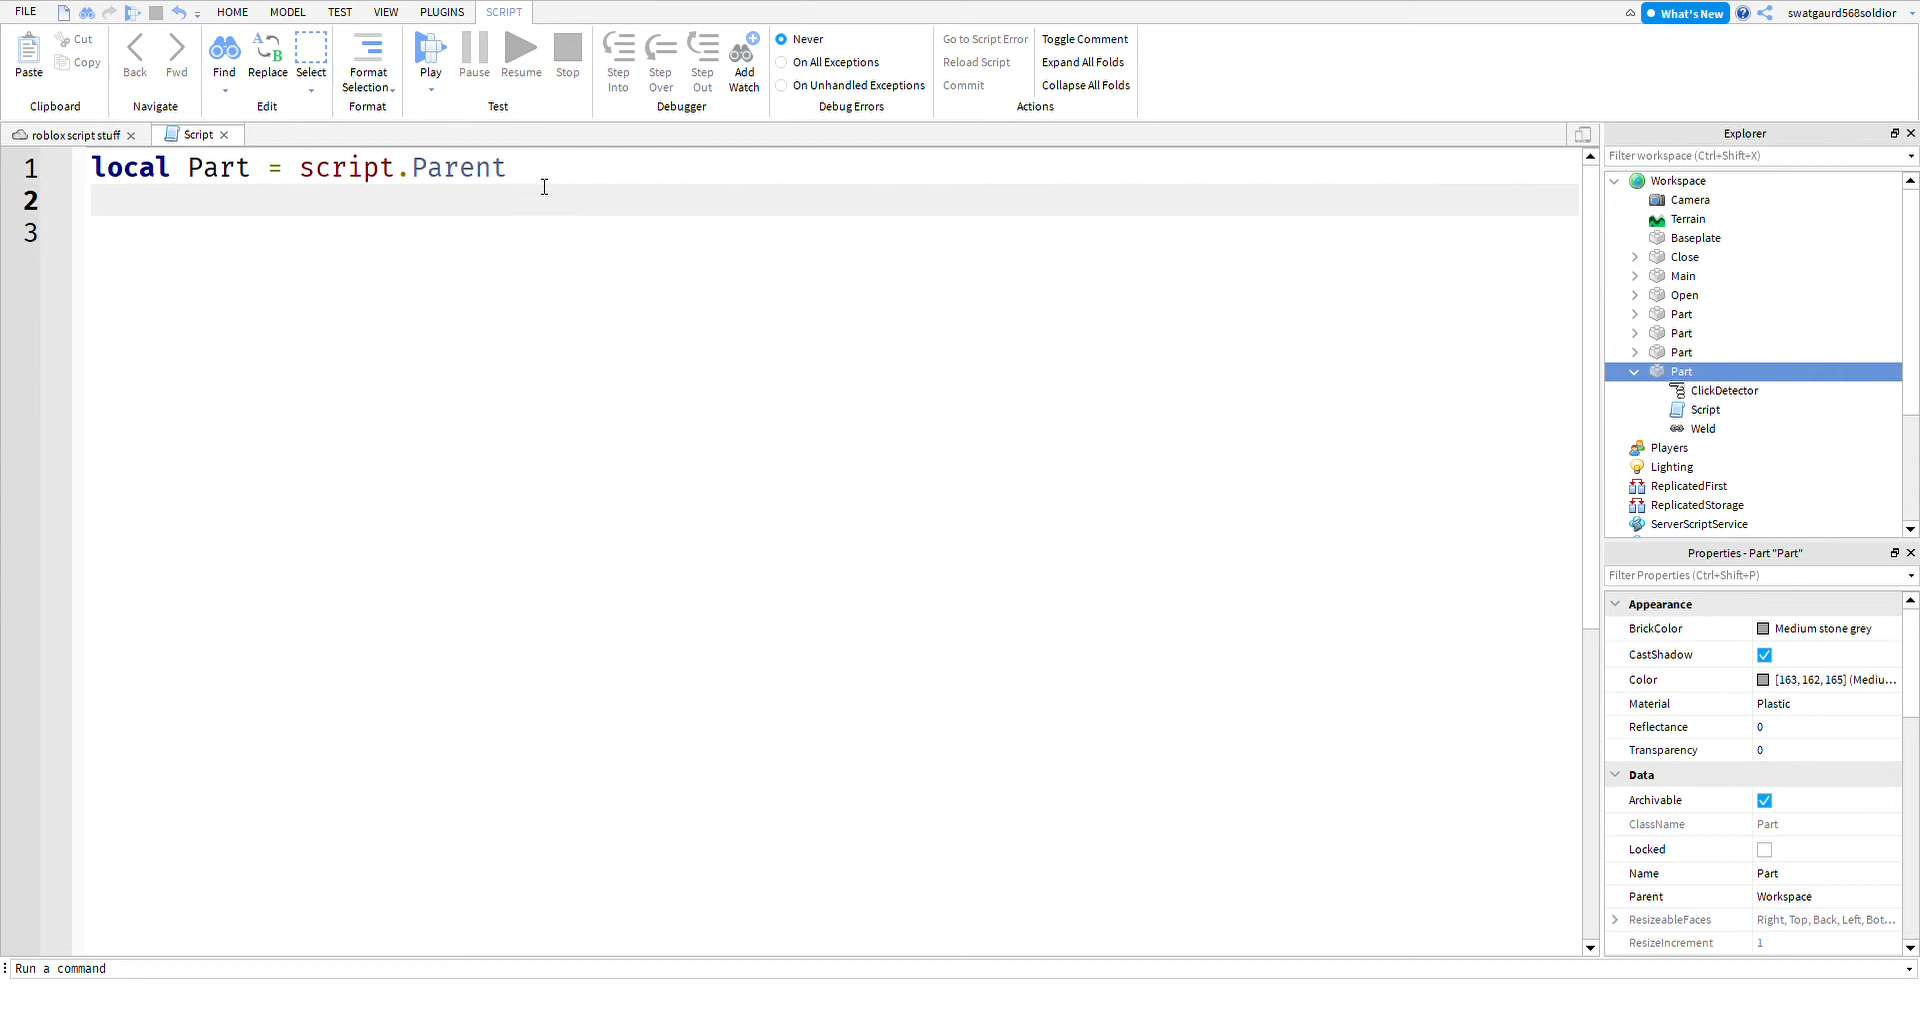 FILE HOME MODEL TEST VIEW PLUGINS SCRIPT What's New swatgaurd568soldior
Paste Cut Copy
Clipboard
Back Fwd
Navigate
Find Replace Select
Edit
Format Selection
Format
Play Pause Resume Stop
Test
Step Into Step Over Step Out Add Watch
Debugger
Never
On All Exceptions
On Unhandled Exceptions
Debug Errors
Go to Script Error Toggle Comment
Reload Script Expand All Folds
Commit Collapse All Folds
Actions
roblox script stuff Script
1 local Part = script.Parent
2
3
Explorer
Filter workspace (Ctrl+Shift+X)
Workspace
Camera
Terrain
Baseplate
Close
Main
Open
Part
Part
Part
Part
ClickDetector
Script
Weld
Players
Lighting
ReplicatedFirst
ReplicatedStorage
ServerScriptService
Properties - Part "Part"
Filter Properties (Ctrl+Shift+P)
Appearance
BrickColor Medium stone grey
CastShadow
Color [163, 162, 165] (Mediu...
Material Plastic
Reflectance 0
Transparency 0
Data
Archivable
ClassName Part
Locked
Name Part
Parent Workspace
ResizeableFaces Right, Top, Back, Left, Bot...
ResizeIncrement 1
Run a command